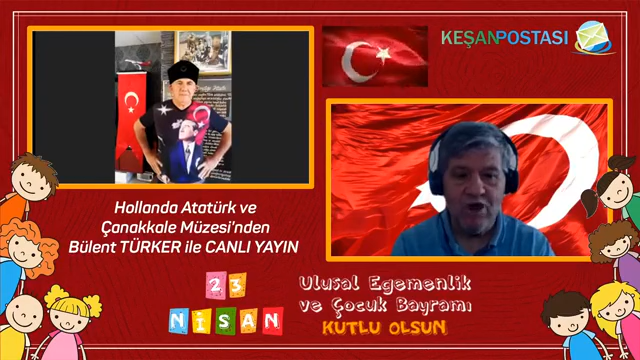 KEŞANPOSTASI
Hollanda Atatürk ve
Çanakkale Müzesi'nden
Bülent TÜRKER ile CANLI YAYIN
23
NİSAN
Ulusal Egemenlik
ve Çocuk Bayramı
KUTLU OLSUN